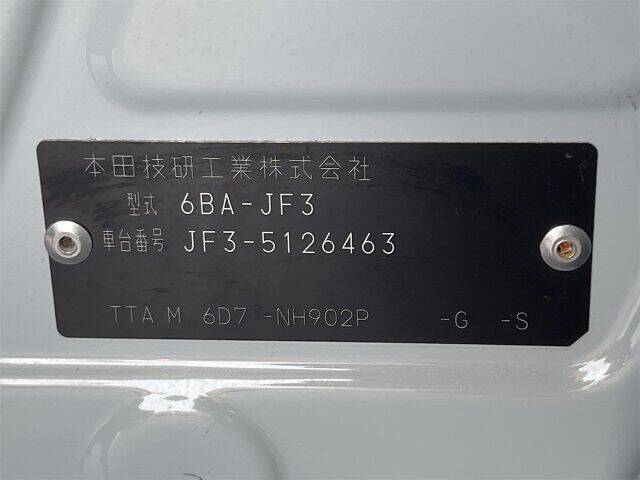 本田技研工業株式会社
型式 6BA-JF3
車台番号 JF3-5126463
TTA M 6D7 -NH902P -G -S